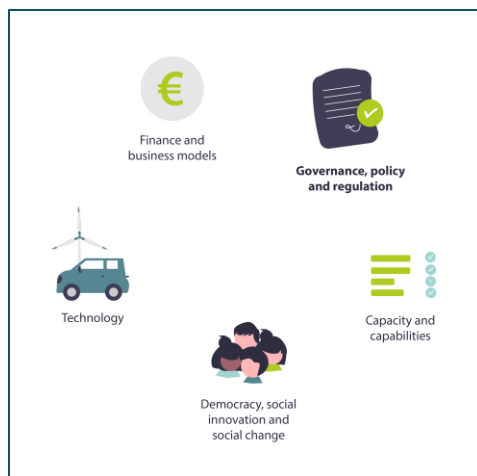 €
Finance and
business models
Governance, policy
and regulation
Technology
Capacity and
capabilities
Democracy, social
innovation and
social change